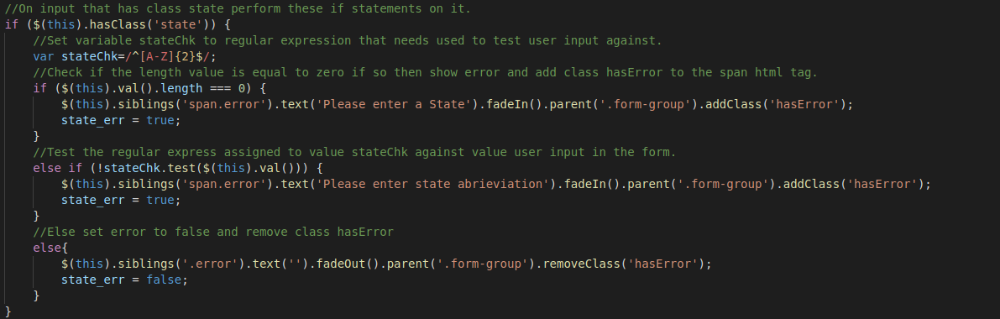 //On input that has class state perform these if statements on it.
if ($(this).hasClass('state')) {
    //Set variable stateChk to regular expression that needs used to test user input against.
    var stateChk=/^[A-Z]{2}$/;
    //Check if the length value is equal to zero if so then show error and add class hasError to the span html tag.
    if ($(this).val().length === 0) {
        $(this).siblings('span.error').text('Please enter a State').fadeIn().parent('.form-group').addClass('hasError');
        state_err = true;
    }
    //Test the regular express assigned to value stateChk against value user input in the form.
    else if (!stateChk.test($(this).val())) {
        $(this).siblings('span.error').text('Please enter state abrieviation').fadeIn().parent('.form-group').addClass('hasError');
        state_err = true;
    }
    //Else set error to false and remove class hasError
    else{
        $(this).siblings('.error').text('').fadeOut().parent('.form-group').removeClass('hasError');
        state_err = false;
    }
}